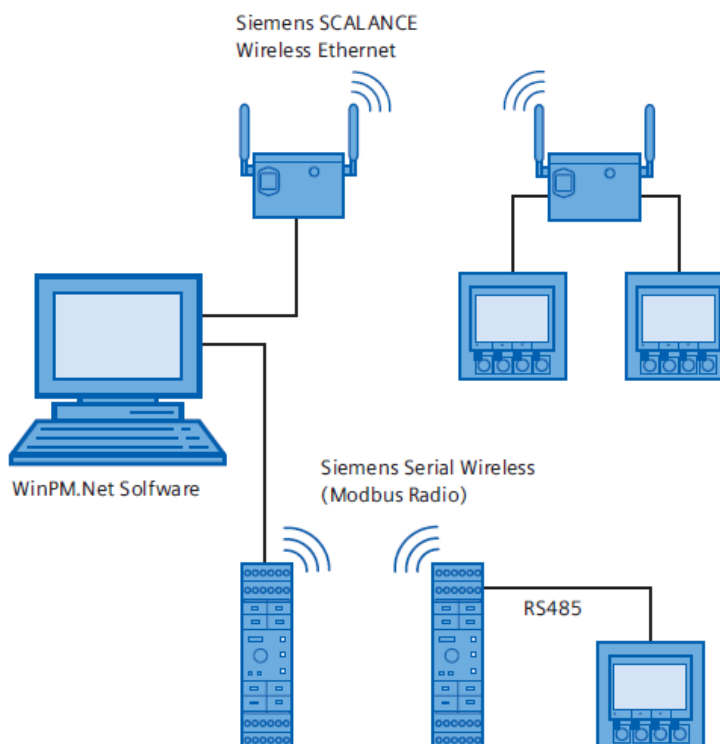 Siemens SCALANCE
Wireless Ethernet
WinPM.Net Solfware
Siemens Serial Wireless
(Modbus Radio)
RS485